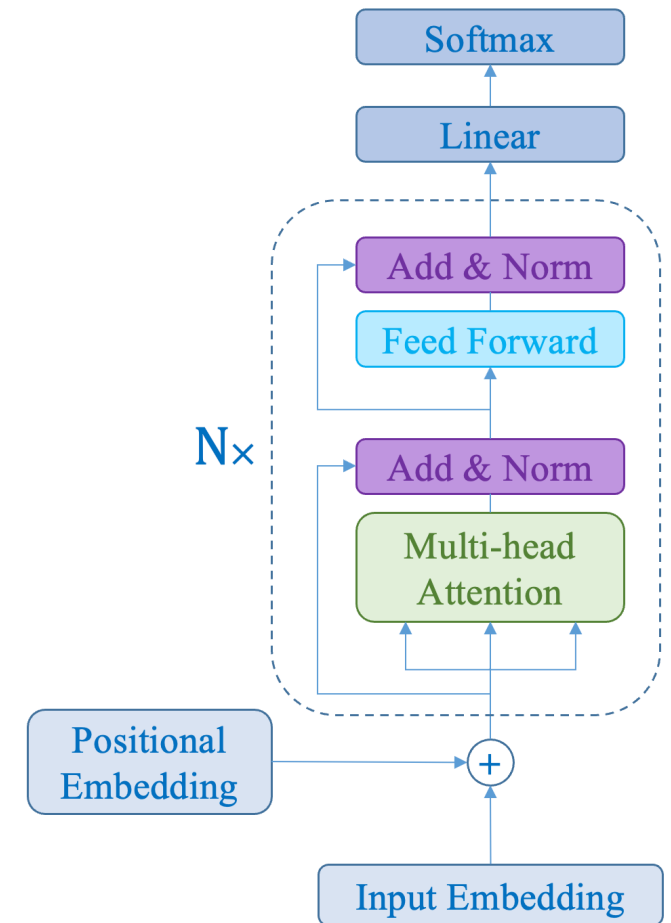 Softmax
Linear
Add & Norm
Feed Forward
N×
Add & Norm
Multi-head
Attention
Positional
Embedding
+
Input Embedding